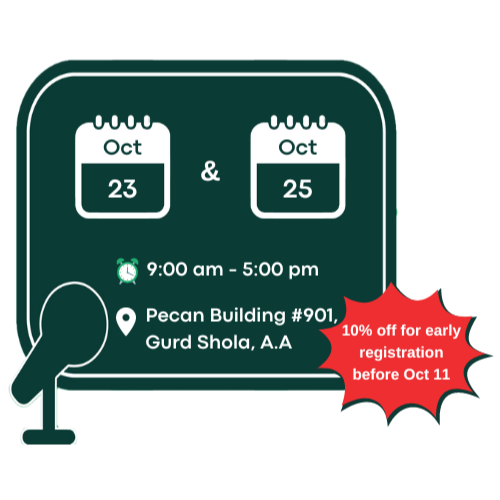 Oct
23
&
Oct
25
9:00 am - 5:00 pm
Pecan Building #901,
Gurd Shola, A.A
10% off for early
registration
before Oct 11